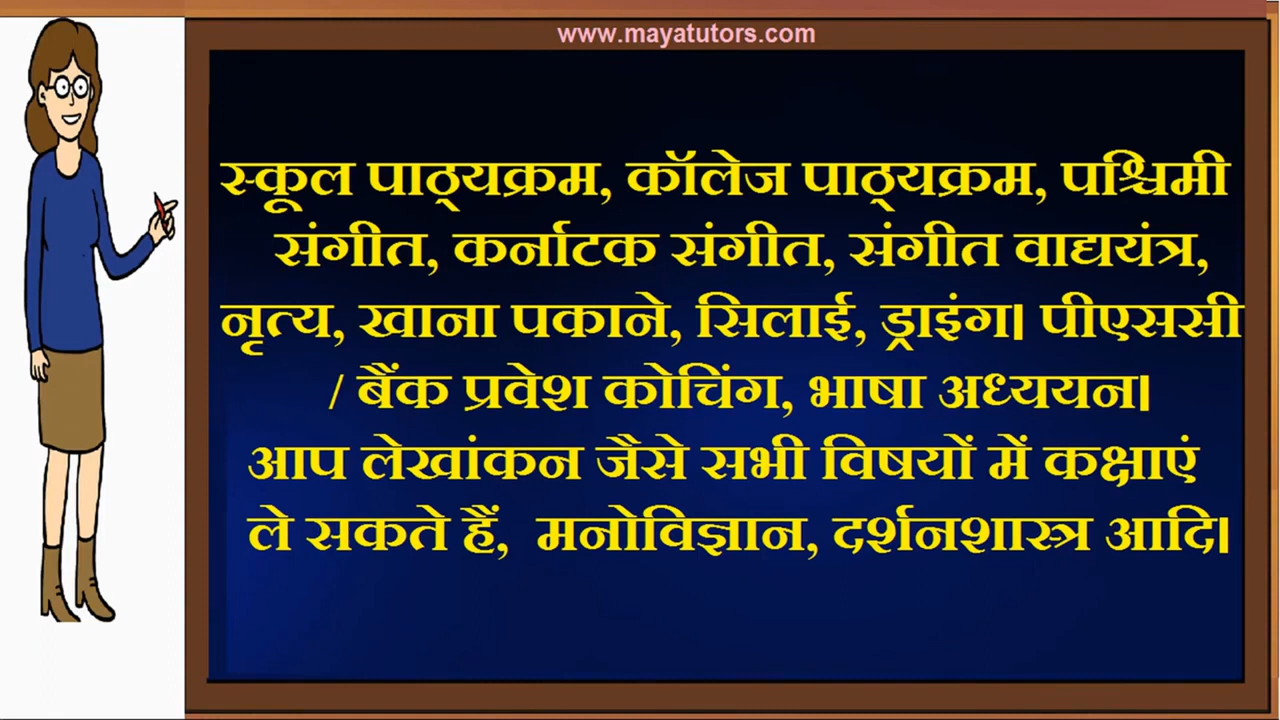 www.mayatutors.com
स्कूल पाठ्यक्रम, कॉलेज पाठ्यक्रम, पश्चिमी
संगीत, कर्नाटक संगीत, संगीत वाद्ययंत्र,
नृत्य, खाना पकाने, सिलाई, ड्राइंग। पीएससी
/ बैंक प्रवेश कोचिंग, भाषा अध्ययन।
आप लेखांकन जैसे सभी विषयों में कक्षाएं
ले सकते हैं, मनोविज्ञान, दर्शनशास्त्र आदि।